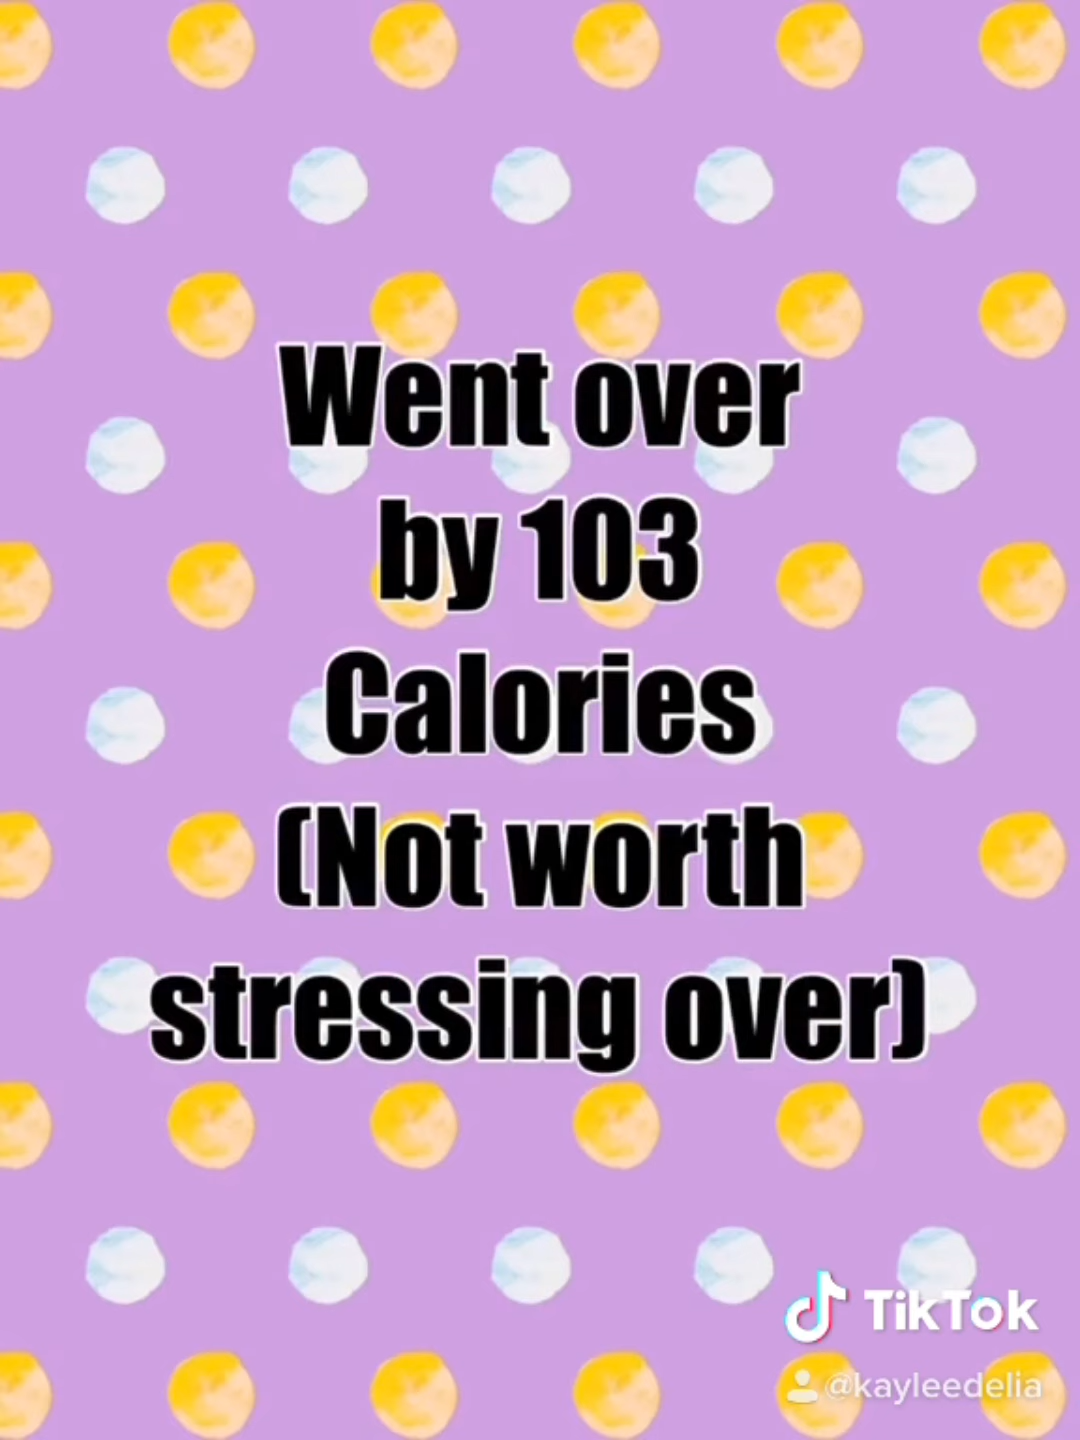 Went over
by 103
Calories
(Not worth
stressing over)
TikTok
@kayleedelia